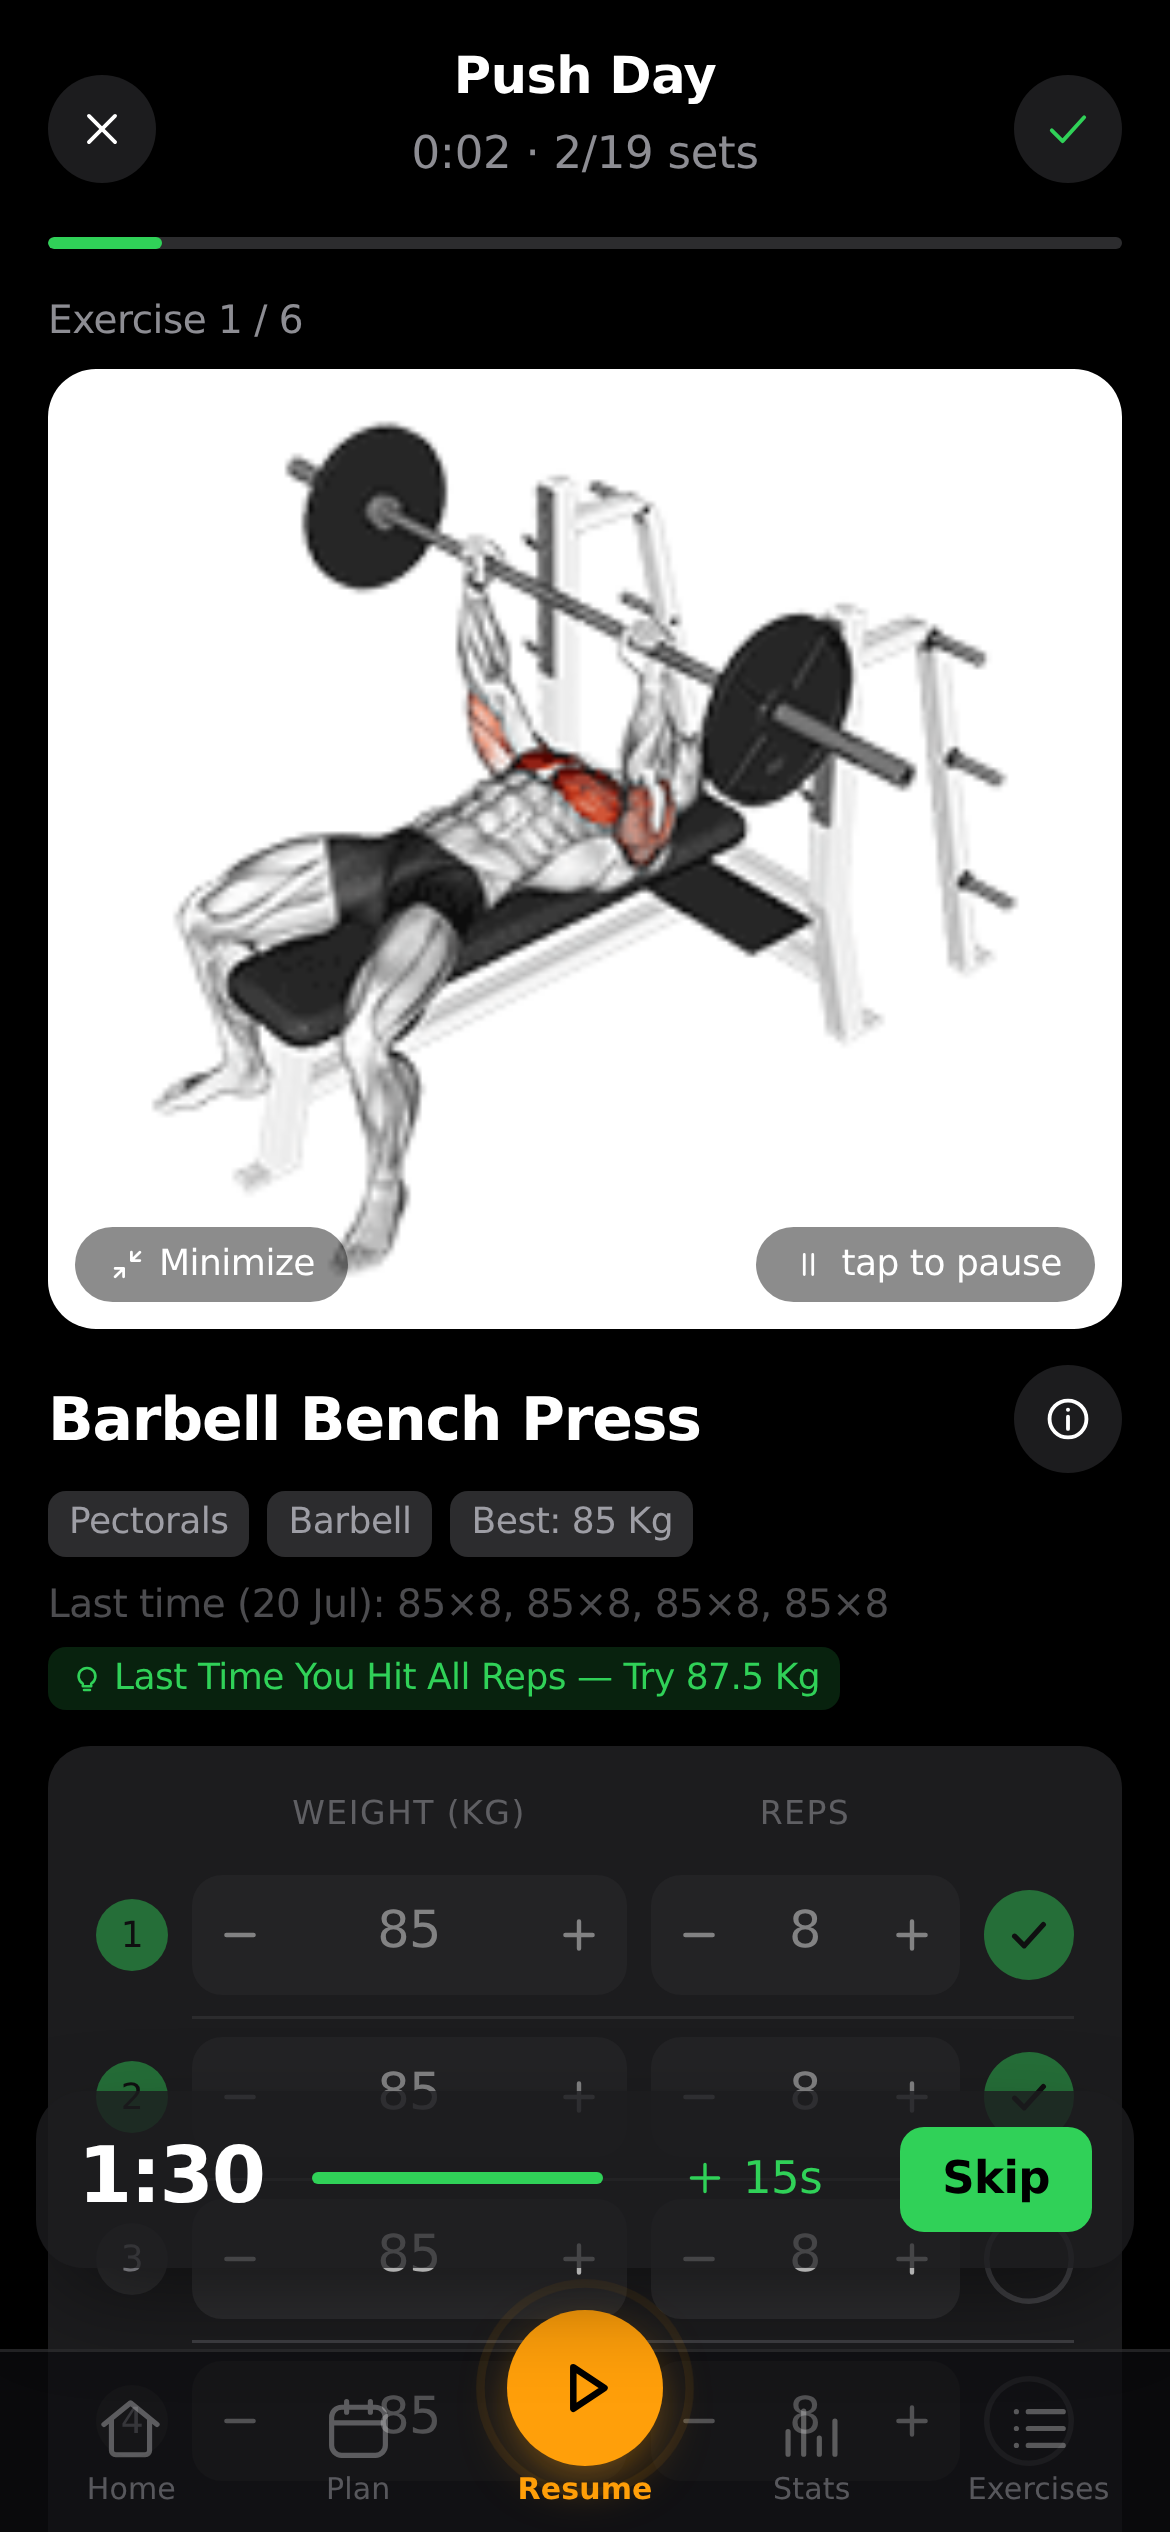 Push Day
0:02 · 2/19 sets
Exercise 1 / 6
Minimize
tap to pause
Barbell Bench Press
Pectorals
Barbell
Best: 85 Kg
Last time (20 Jul): 85×8, 85×8, 85×8, 85×8
Last Time You Hit All Reps — Try 87.5 Kg
WEIGHT (KG) REPS
1 − 85 + − 8 +
2 − 85 + − 8 +
1:30 + 15s Skip
3 − 85 + − 8 +
4 − 85 − 8 +
Home Plan Resume Stats Exercises